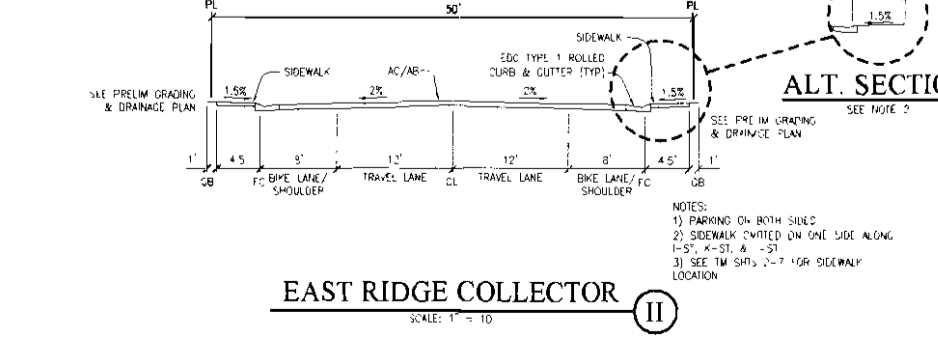 PL
50'
PL
1.5%
SIDEWALK
EDC TYPE 1 ROLLED
CURB & GUTTER (TYP)
SIDEWALK
AC/AB
ALT. SECTIO
SEE NOTE
SEE PRELIM GRADING
& DRAINAGE PLAN
1.5%
2%
2%
1.5%
SEE PRELIM GRADING
& DRAINAGE PLAN
1'
4.5'
8'
12'
12'
8'
4.5'
1'
GB
FC
BIKE LANE/
SHOULDER
TRAVEL LANE
CL
TRAVEL LANE
BIKE LANE/
SHOULDER
FC
GB
NOTES:
1) PARKING ON BOTH SIDES
2) SIDEWALK OMITTED ON ONE SIDE ALONG
I-ST, K-ST, &
3) SEE TM SHTS FOR SIDEWALK
LOCATION
EAST RIDGE COLLECTOR
II
SCALE: 1" = 10